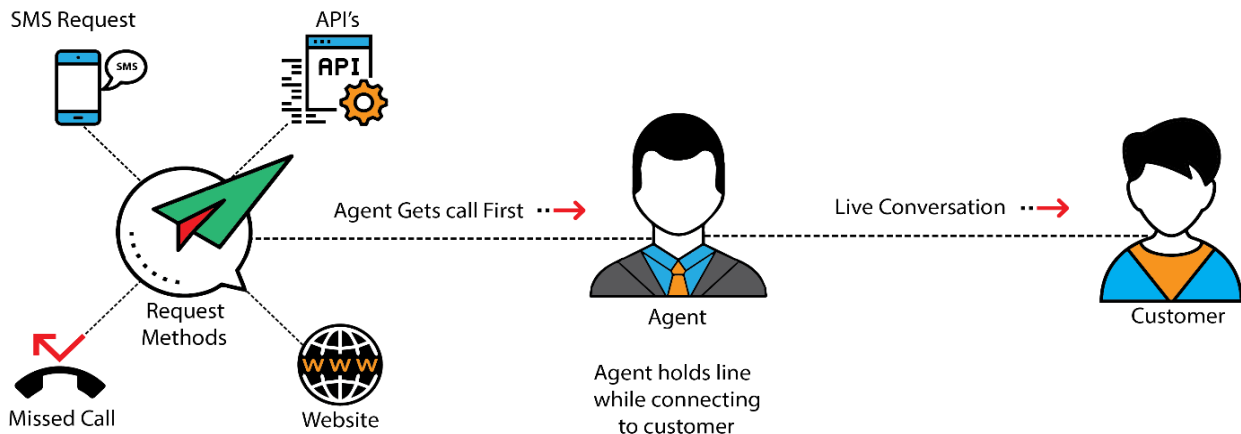 SMS Request
API's
SMS
API
Agent Gets call First
Live Conversation
Request
Methods
Agent
Customer
WWW
Missed Call
Website
Agent holds line
while connecting
to customer